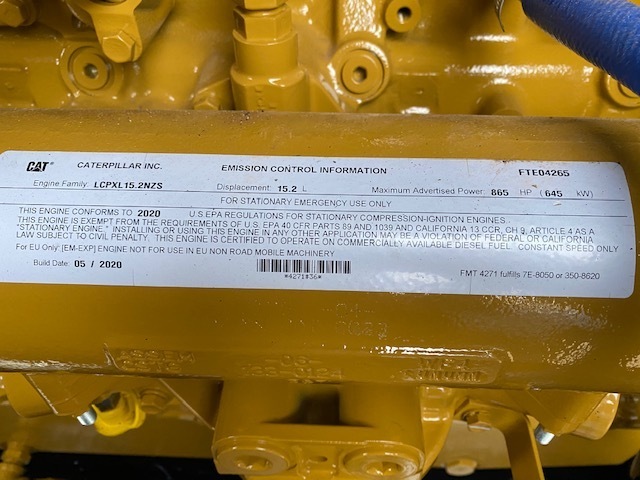 CAT CATERPILLAR INC. EMISSION CONTROL INFORMATION FTE04265
Engine Family: LCPXL15.2NZS Displacement: 15.2 L Maximum Advertised Power: 865 HP ( 645 kW)
FOR STATIONARY EMERGENCY USE ONLY
THIS ENGINE CONFORMS TO 2020 U.S.EPA REGULATIONS FOR STATIONARY COMPRESSION-IGNITION ENGINES.
THIS ENGINE IS EXEMPT FROM THE REQUIREMENTS OF U.S. EPA 40 CFR PARTS 89 AND 1039 AND CALIFORNIA 13 CCR, CH 9, ARTICLE 4 AS A
"STATIONARY ENGINE." INSTALLING OR USING THIS ENGINE IN ANY OTHER APPLICATION MAY BE A VIOLATION OF FEDERAL OR CALIFORNIA
LAW SUBJECT TO CIVIL PENALTY. THIS ENGINE IS CERTIFIED TO OPERATE ON COMMERCIALLY AVAILABLE DIESEL FUEL. CONSTANT SPEED ONLY
For EU Only: [EM-EXP] ENGINE NOT FOR USE IN EU NON ROAD MOBILE MACHINERY
Build Date: 05 / 2020
*4271#36*
FMT 4271 fulfills 7E-8050 or 350-8620